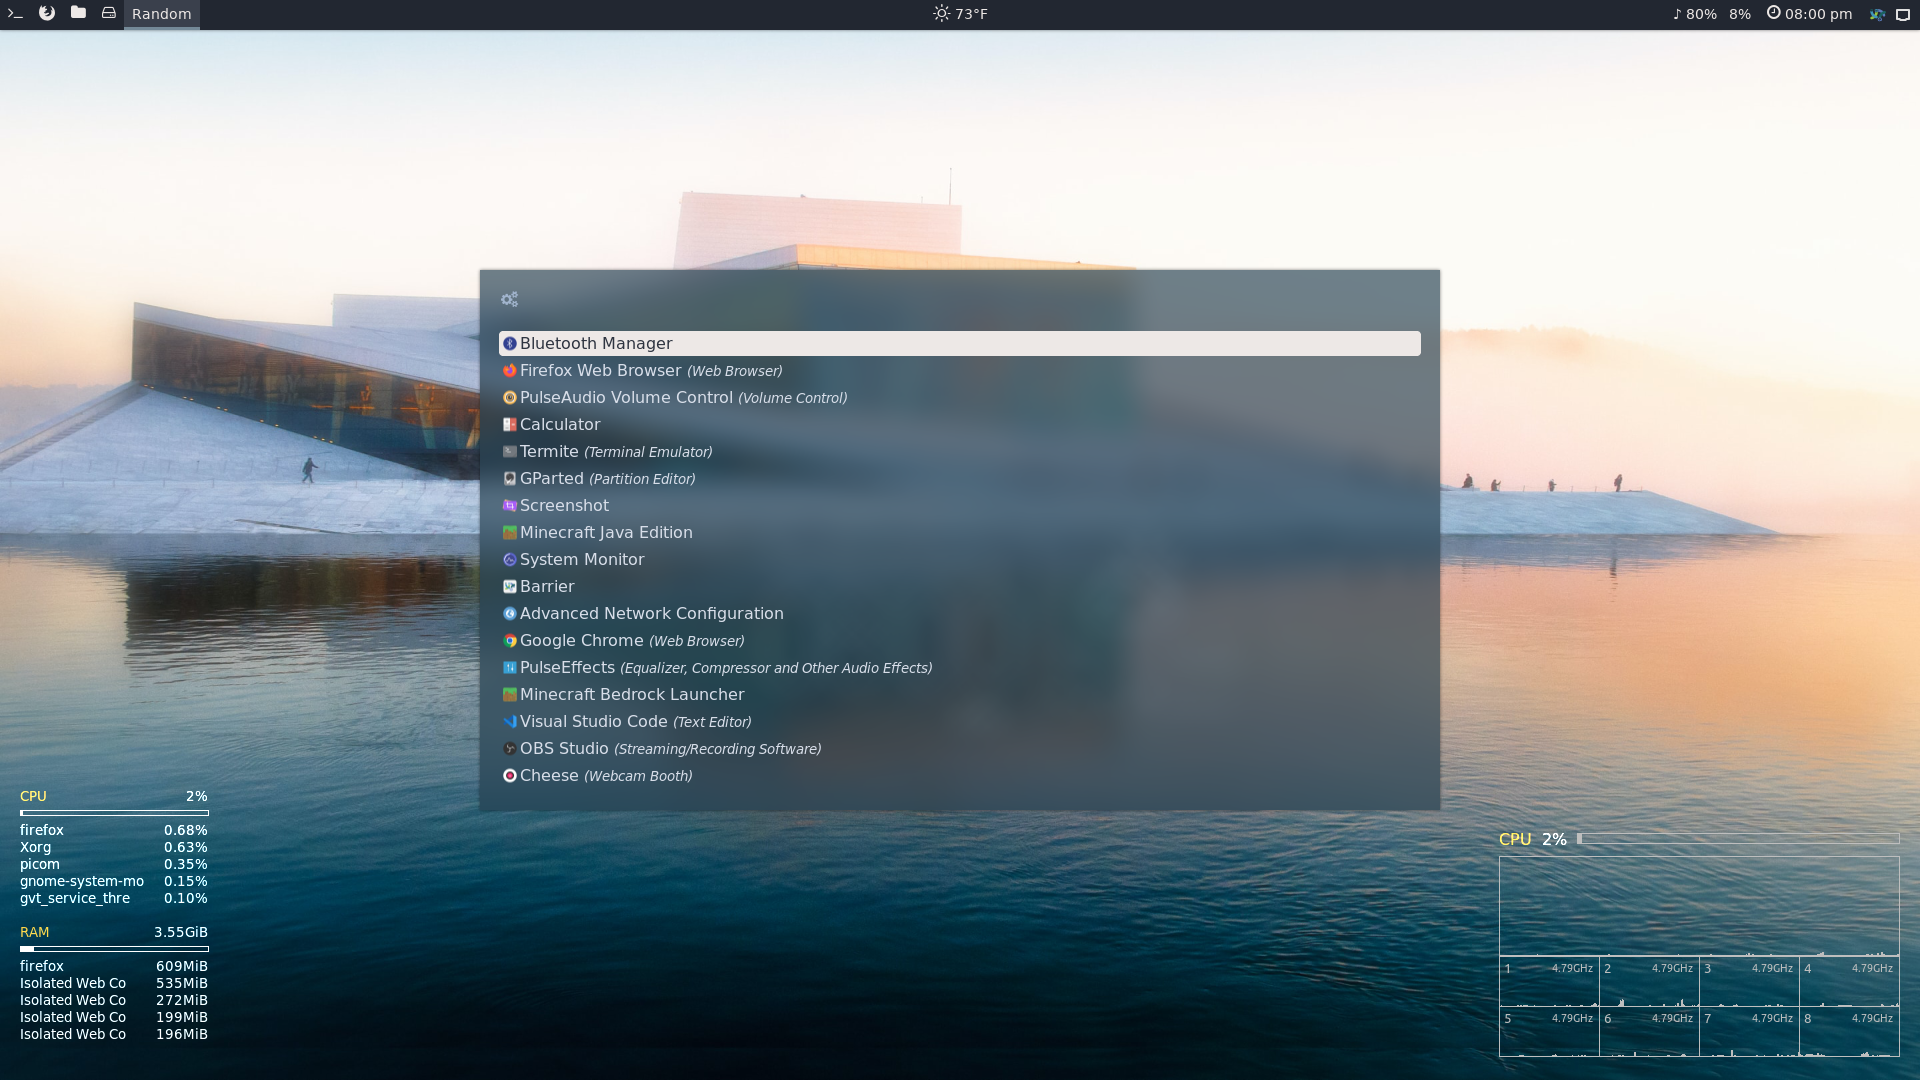 Random
73°F
♪ 80% 8% 08:00 pm
Bluetooth Manager
Firefox Web Browser (Web Browser)
PulseAudio Volume Control (Volume Control)
Calculator
Termite (Terminal Emulator)
GParted (Partition Editor)
Screenshot
Minecraft Java Edition
System Monitor
Barrier
Advanced Network Configuration
Google Chrome (Web Browser)
PulseEffects (Equalizer, Compressor and Other Audio Effects)
Minecraft Bedrock Launcher
Visual Studio Code (Text Editor)
OBS Studio (Streaming/Recording Software)
Cheese (Webcam Booth)
CPU 2%
firefox 0.68%
Xorg 0.63%
picom 0.35%
gnome-system-mo 0.15%
gvt_service_thre 0.10%
RAM 3.55GiB
firefox 609MiB
Isolated Web Co 535MiB
Isolated Web Co 272MiB
Isolated Web Co 199MiB
Isolated Web Co 196MiB
CPU 2%
1 4.79GHz 2 4.79GHz 3 4.79GHz 4 4.79GHz
5 4.79GHz 6 4.79GHz 7 4.79GHz 8 4.79GHz